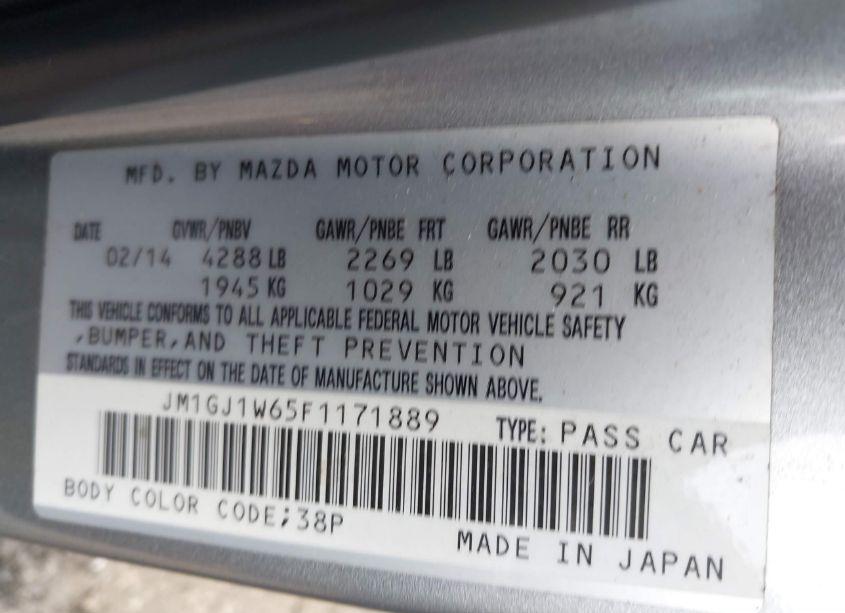 MFD. BY MAZDA MOTOR CORPORATION
DATE GVWR/PNBV GAWR/PNBE FRT GAWR/PNBE RR
02/14 4288 LB 2269 LB 2030 LB
1945 KG 1029 KG 921 KG
THIS VEHICLE CONFORMS TO ALL APPLICABLE FEDERAL MOTOR VEHICLE SAFETY
,BUMPER,AND THEFT PREVENTION
STANDARDS IN EFFECT ON THE DATE OF MANUFACTURE SHOWN ABOVE.
JM1GJ1W65F1171889 TYPE: PASS CAR
BODY COLOR CODE;38P
MADE IN JAPAN